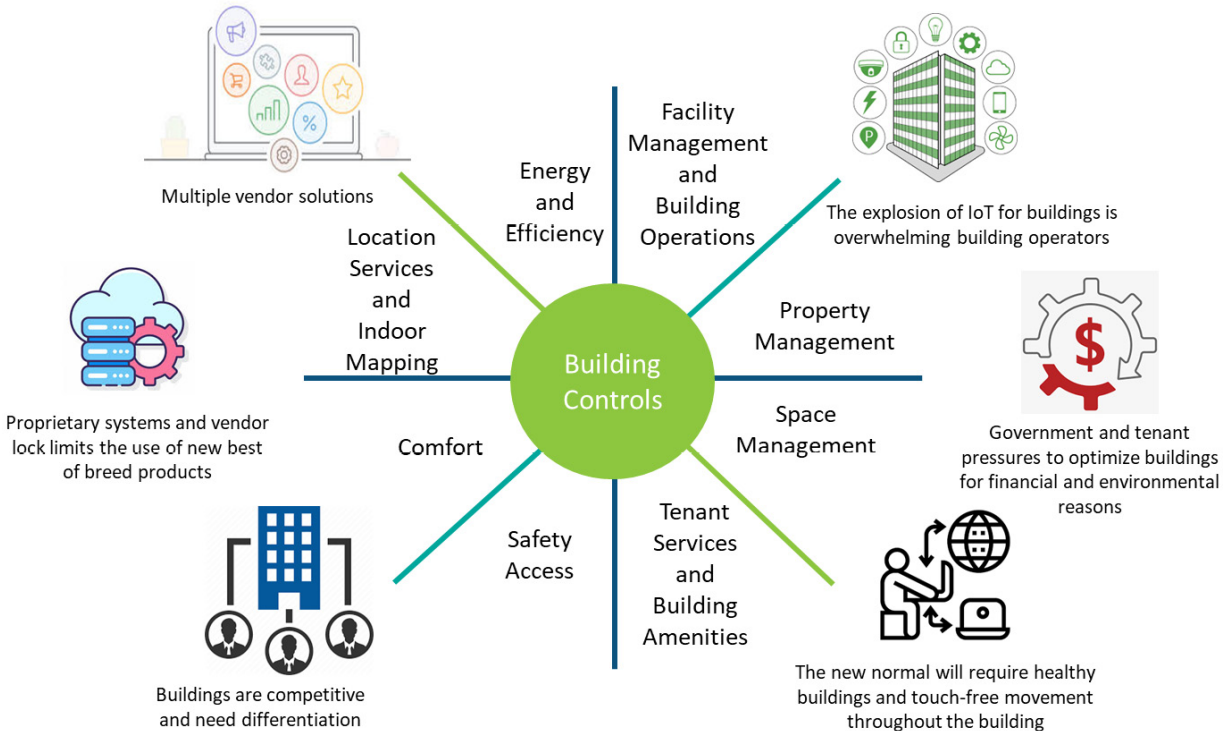 Multiple vendor solutions
Energy
and
Efficiency
Facility
Management
and
Building
Operations
The explosion of IoT for buildings is
overwhelming building operators
Location
Services
and
Indoor
Mapping
Property
Management
Building
Controls
$
P
%
Proprietary systems and vendor
lock limits the use of new best
of breed products
Comfort
Space
Management
Government and tenant
pressures to optimize buildings
for financial and environmental
reasons
Safety
Access
Tenant
Services
and
Building
Amenities
Buildings are competitive
and need differentiation
The new normal will require healthy
buildings and touch-free movement
throughout the building